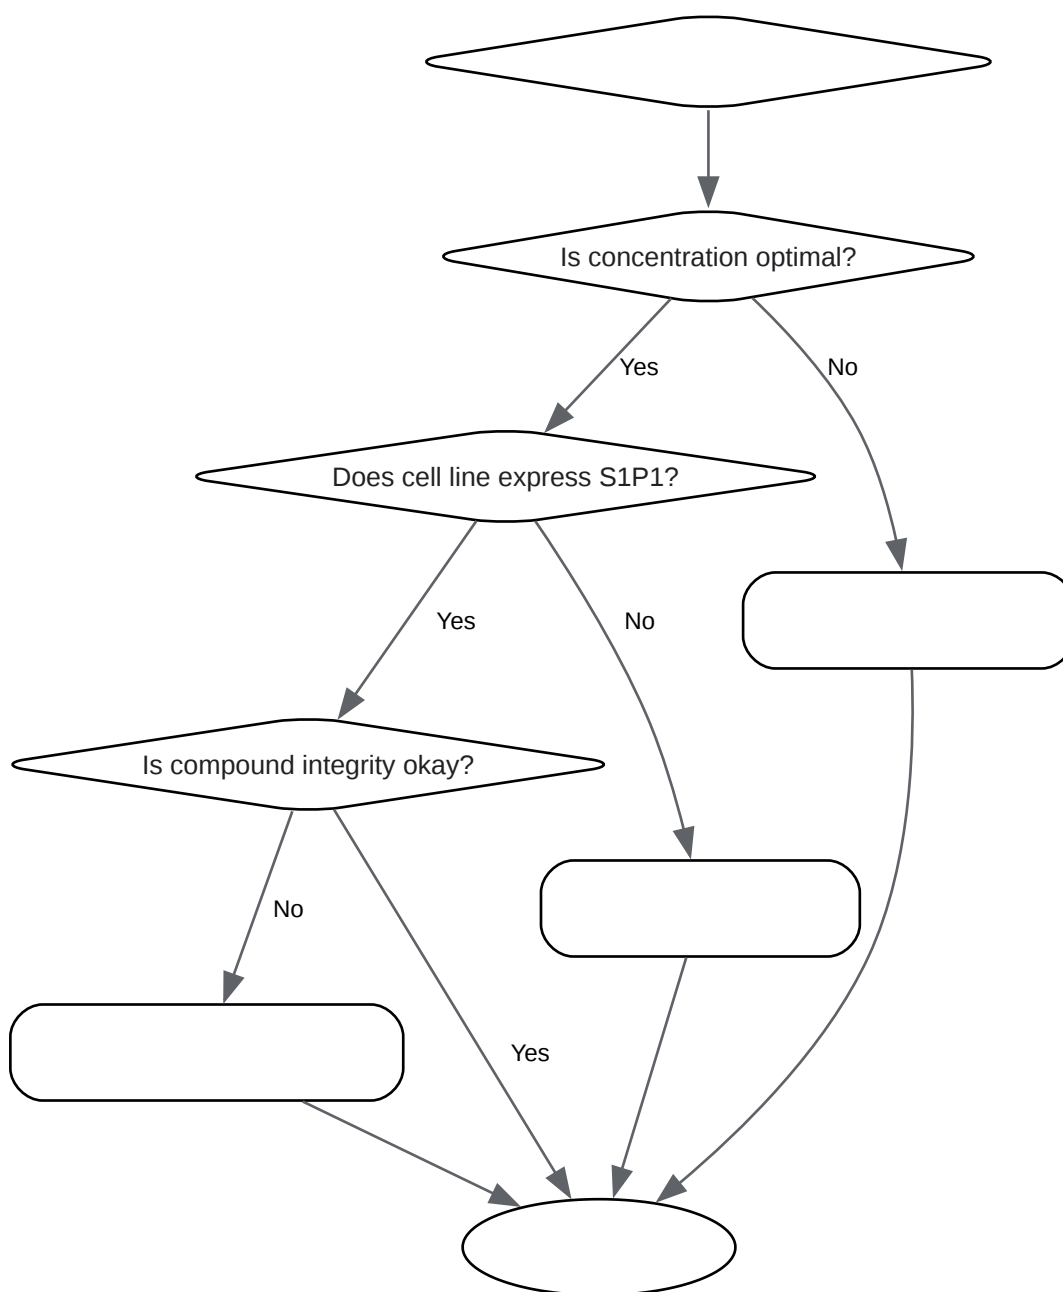 Is concentration optimal?
Yes
No
Does cell line express S1P1?
Yes
No
Is compound integrity okay?
No
Yes